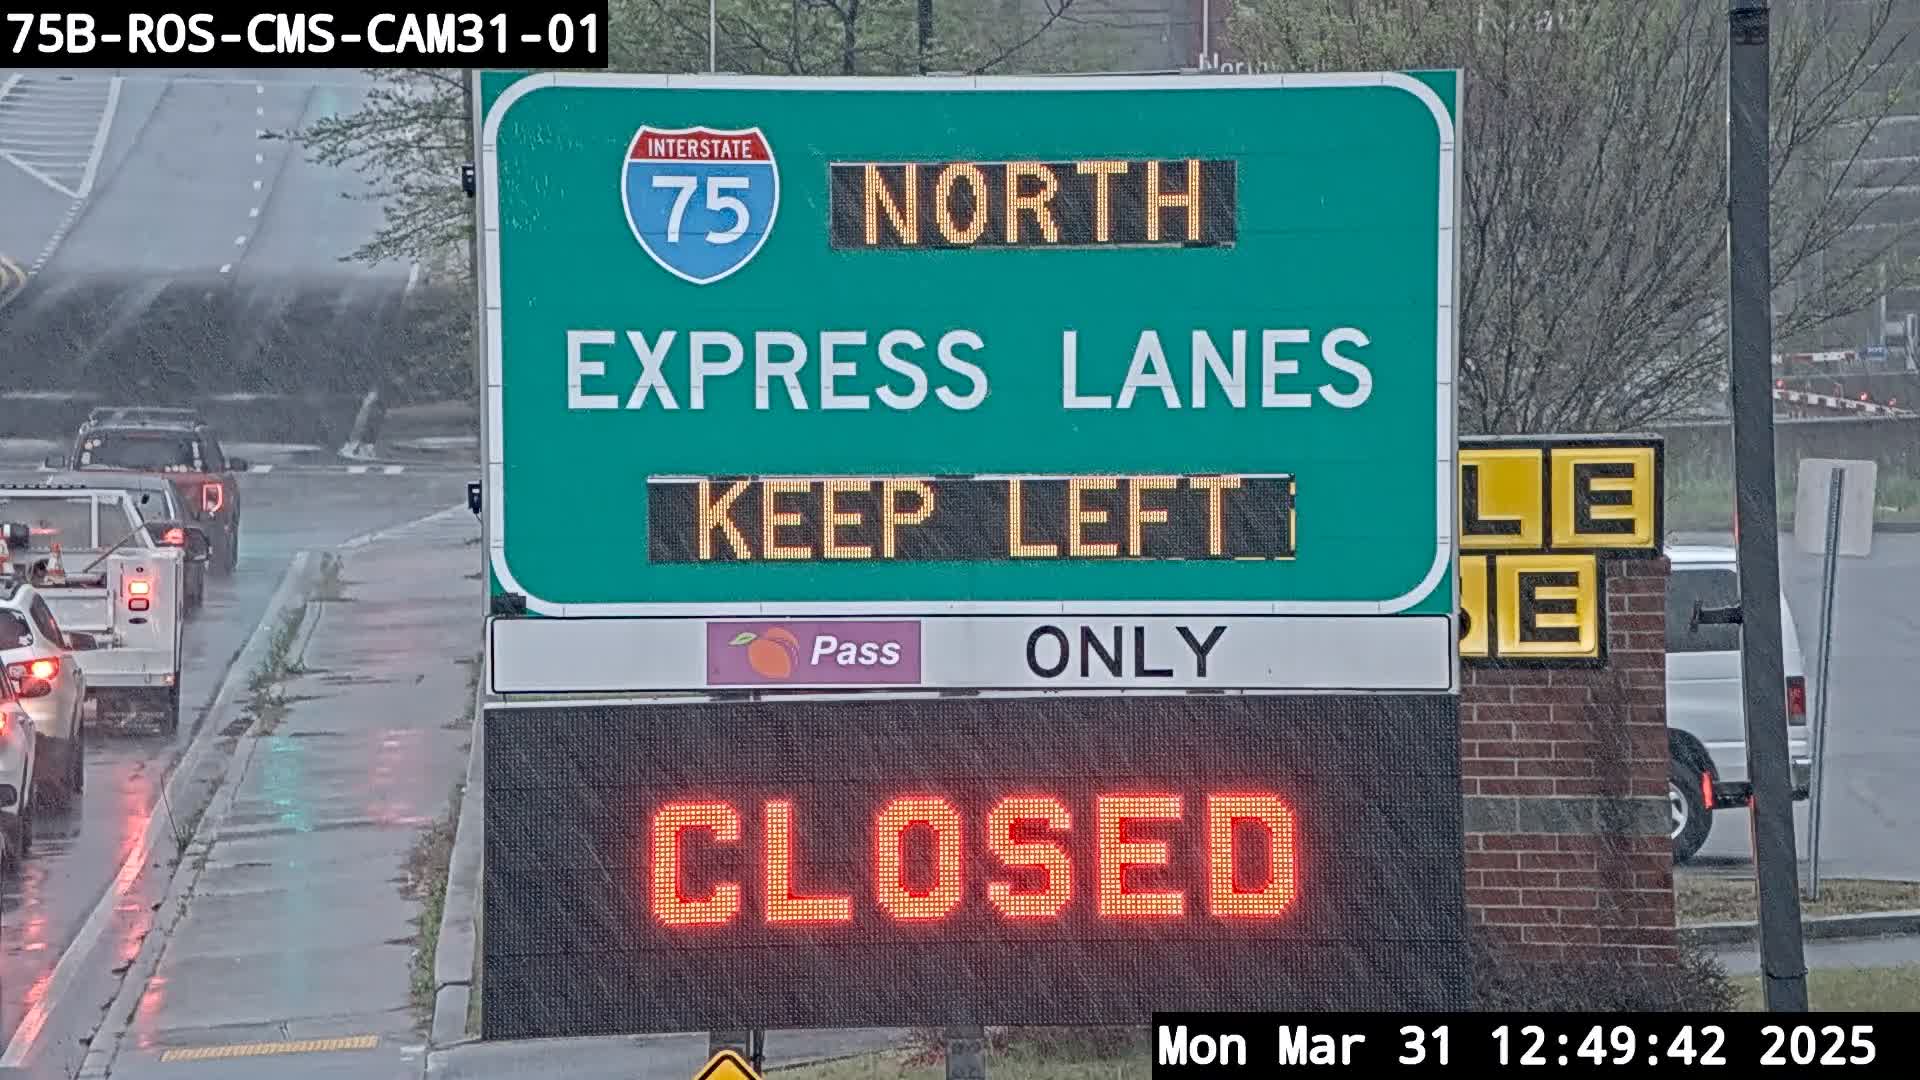 75B-ROS-CMS-CAM31-01
INTERSTATE
75
NORTH
EXPRESS LANES
KEEP LEFT
Pass ONLY
CLOSED
LE
E
Mon Mar 31 12:49:42 2025